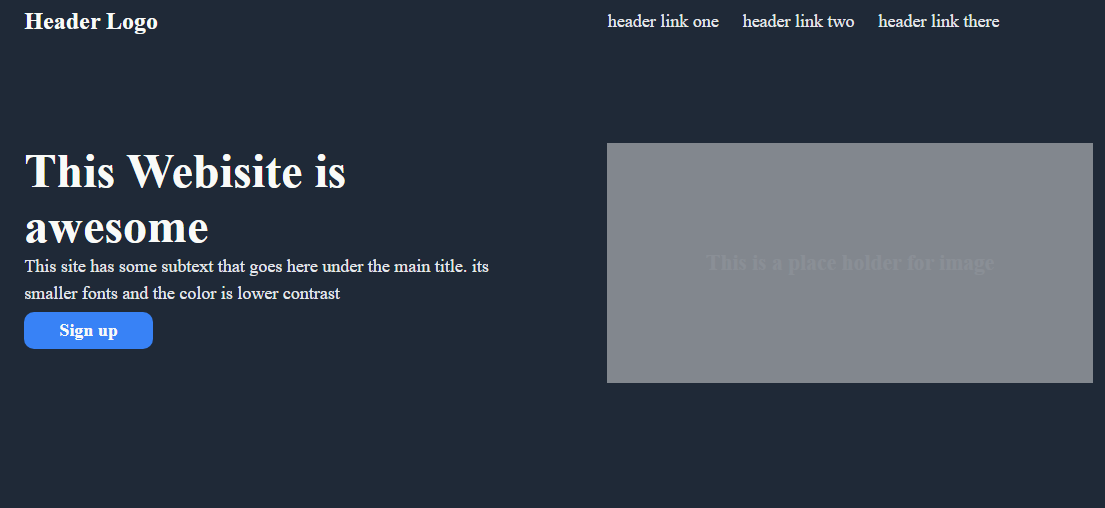 Header Logo
header link one header link two header link there
This Webisite is
awesome
This site has some subtext that goes here under the main title. its
smaller fonts and the color is lower contrast
Sign up
This is a place holder for image